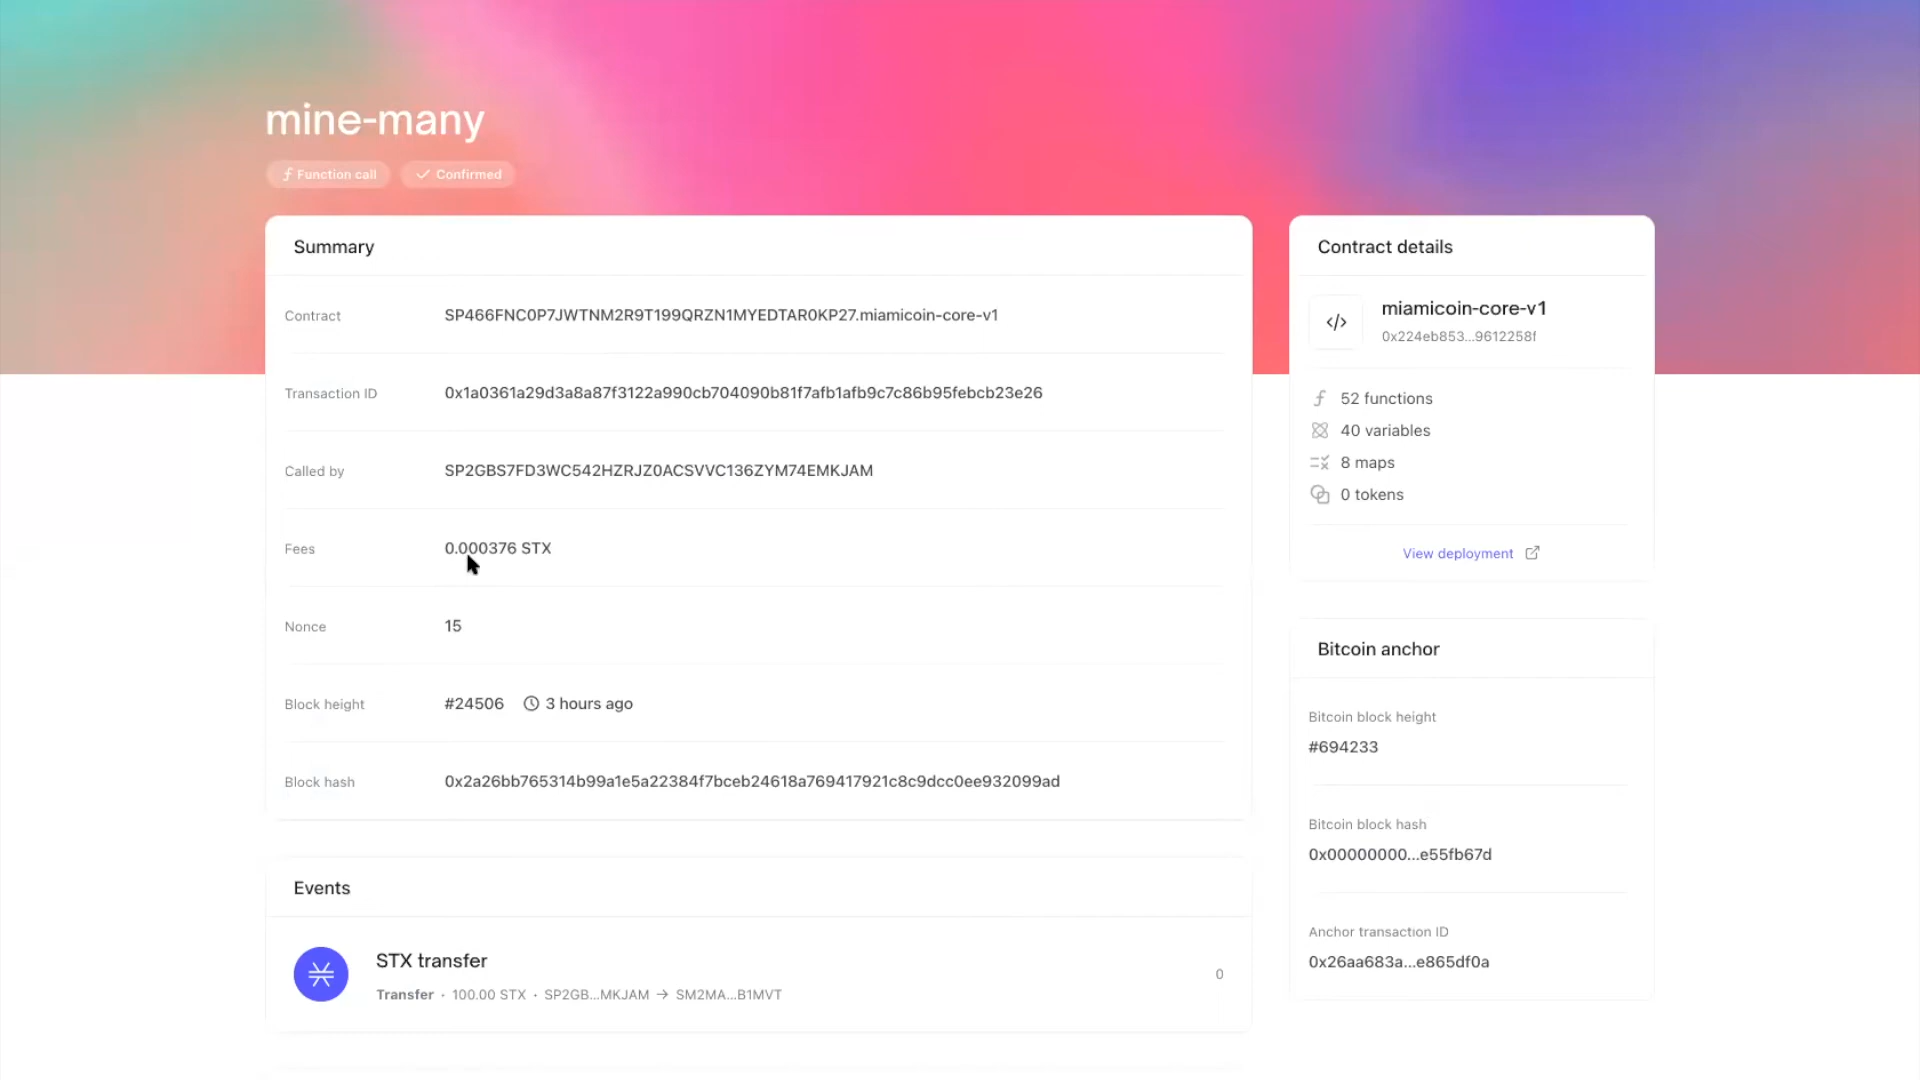 mine-many
Function call
Confirmed
Summary
Contract
SP466FNC0P7JWTNM2R9T199QRZN1MYEDTAR0KP27.miamicoin-core-v1
Transaction ID
0x1a0361a29d3a8a87f3122a990cb704090b81f7afb1afb9c7c86b95febcb23e26
Called by
SP2GBS7FD3WC542HZRJZ0ACSVVC136ZYM74EMKJAM
Fees
0.000376 STX
Nonce
15
Block height
#24506
3 hours ago
Block hash
0x2a26bb765314b99a1e5a22384f7bceb24618a769417921c8c9dcc0ee932099ad
Events
STX transfer
Transfer · 100.00 STX · SP2GB...MKJAM → SM2MA...B1MVT
0
Contract details
</>
miamicoin-core-v1
0x224eb853...9612258f
52 functions
40 variables
8 maps
0 tokens
View deployment
Bitcoin anchor
Bitcoin block height
#694233
Bitcoin block hash
0x00000000...e55fb67d
Anchor transaction ID
0x26aa683a...e865df0a